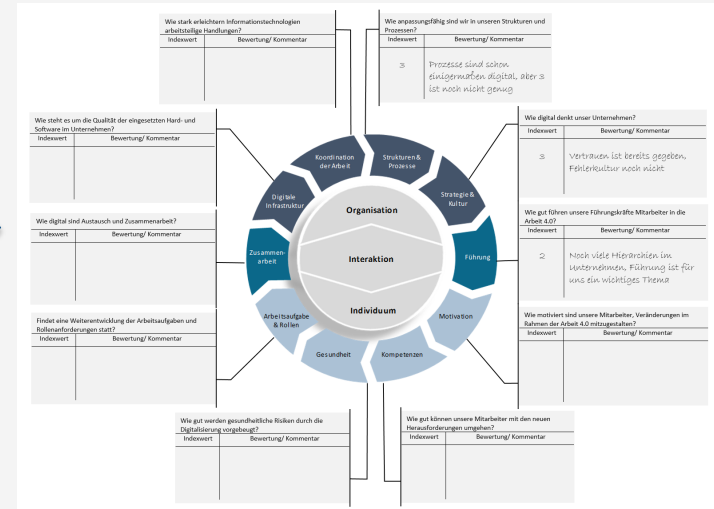 Wie stark erleichtern Informationstechnologien
arbeitsteilige Handlungen?
Indexwert Bewertung/ Kommentar
Wie anpassungsfähig sind wir in unseren Strukturen und
Prozessen?
Indexwert Bewertung/ Kommentar
3 Prozesse sind schon
einigermaßen digital, aber 3
ist noch nicht genug
Wie steht es um die Qualität der eingesetzten Hard- und
Software im Unternehmen?
Indexwert Bewertung/ Kommentar
Wie digital denkt unser Unternehmen?
Indexwert Bewertung/ Kommentar
3 Vertrauen ist bereits gegeben,
Fehlerkultur noch nicht
Wie digital sind Austausch und Zusammenarbeit?
Indexwert Bewertung/ Kommentar
Wie gut führen unsere Führungskräfte Mitarbeiter in die
Arbeit 4.0?
Indexwert Bewertung/ Kommentar
2 Noch viele Hierarchien im
Unternehmen, Führung ist für
uns ein wichtiges Thema
Findet eine Weiterentwicklung der Arbeitsaufgaben und
Rollenanforderungen statt?
Indexwert Bewertung/ Kommentar
Wie motiviert sind unsere Mitarbeiter, Veränderungen im
Rahmen der Arbeit 4.0 mitzugestalten?
Indexwert Bewertung/ Kommentar
Wie gut werden gesundheitliche Risiken durch die
Digitalisierung vorgebeugt?
Indexwert Bewertung/ Kommentar
Wie gut können unsere Mitarbeiter mit den neuen
Herausforderungen umgehen?
Indexwert Bewertung/ Kommentar
Koordination
der Arbeit
Strukturen &
Prozesse
Digitale
Infrastruktur
Strategie &
Kultur
Zusammen-
arbeit
Führung
Arbeitsaufgabe
& Rollen
Motivation
Gesundheit
Kompetenzen
Organisation
Interaktion
Individuum